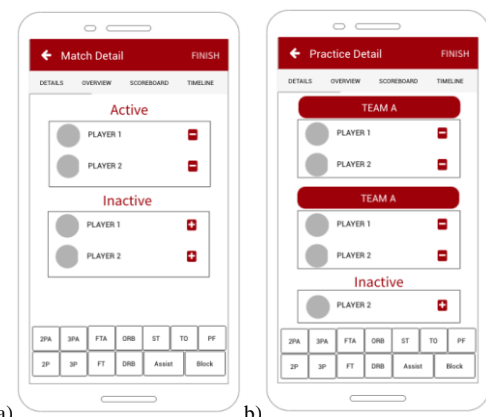 Match Detail FINISH
DETAILS OVERVIEW SCOREBOARD TIMELINE
Active
PLAYER 1
PLAYER 2
Inactive
PLAYER 1
PLAYER 2
2PA 3PA FTA ORB ST TO PF
2P 3P FT DRB Assist Block
a)
Practice Detail FINISH
DETAILS OVERVIEW SCOREBOARD TIMELINE
TEAM A
PLAYER 1
PLAYER 2
TEAM A
PLAYER 1
PLAYER 2
Inactive
PLAYER 2
2PA 3PA FTA ORB ST TO PF
2P 3P FT DRB Assist Block
b)